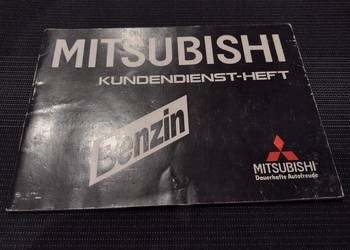 MITSUBISHI
KUNDENDIENST-HEFT
Benzin
MITSUBISHI
Dauerhafte Autofreude